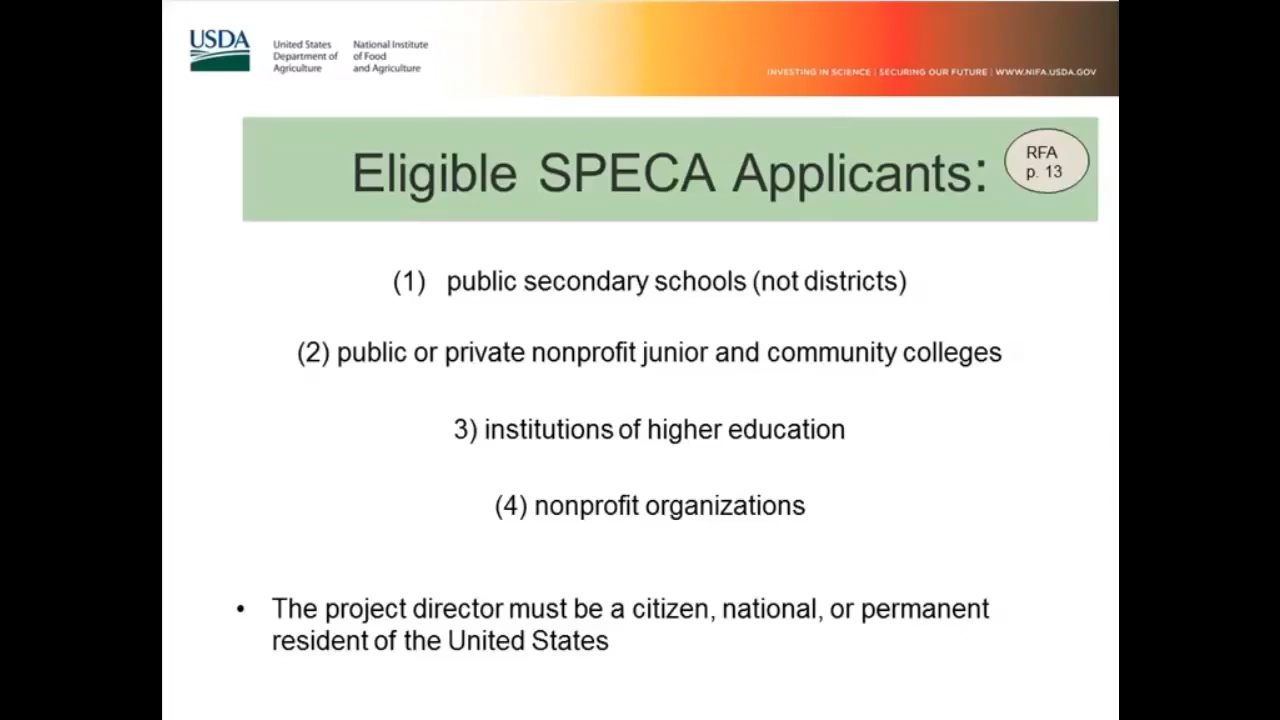 USDA
United States
Department of
Agriculture
National Institute
of Food
and Agriculture
INVESTING IN SCIENCE | SECURING OUR FUTURE | WWW.NIFA.USDA.GOV
Eligible SPECA Applicants:
RFA
p. 13
(1) public secondary schools (not districts)
(2) public or private nonprofit junior and community colleges
3) institutions of higher education
(4) nonprofit organizations
• The project director must be a citizen, national, or permanent
resident of the United States